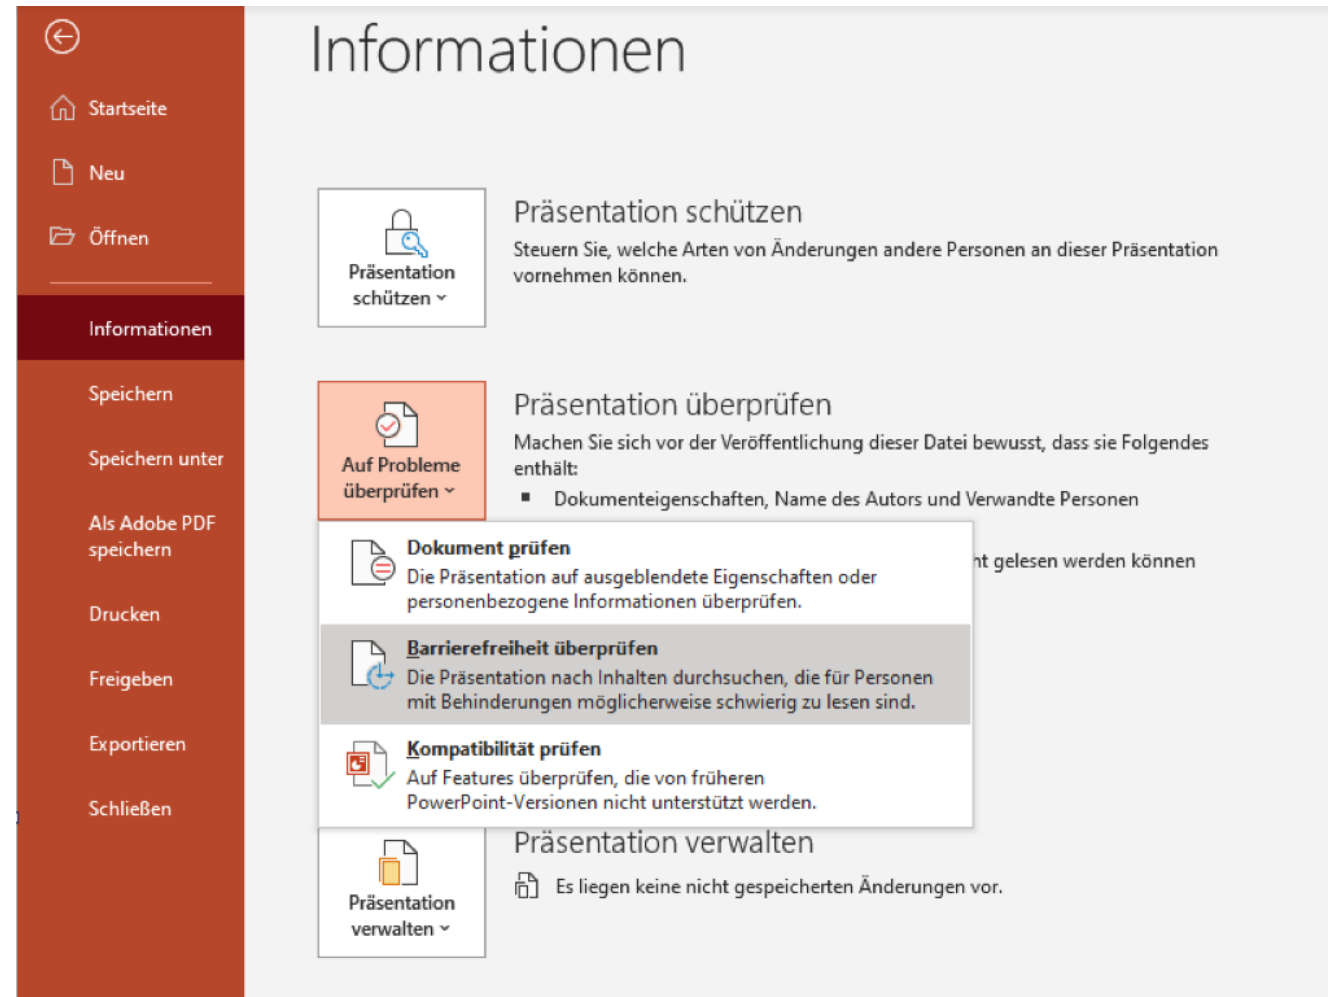 Informationen
Startseite
Neu
Öffnen
Informationen
Speichern
Speichern unter
Als Adobe PDF
speichern
Drucken
Freigeben
Exportieren
Schließen
Präsentation
schützen
Präsentation schützen
Steuern Sie, welche Arten von Änderungen andere Personen an dieser Präsentation
vornehmen können.
Auf Probleme
überprüfen
Präsentation überprüfen
Machen Sie sich vor der Veröffentlichung dieser Datei bewusst, dass sie Folgendes
enthält:
Dokumenteigenschaften, Name des Autors und Verwandte Personen
gelesen werden können
Dokument prüfen
Die Präsentation auf ausgeblendete Eigenschaften oder
personenbezogene Informationen überprüfen.
Barrierefreiheit überprüfen
Die Präsentation nach Inhalten durchsuchen, die für Personen
mit Behinderungen möglicherweise schwierig zu lesen sind.
Kompatibilität prüfen
Auf Features überprüfen, die von früheren
PowerPoint-Versionen nicht unterstützt werden.
Präsentation
verwalten
Präsentation verwalten
Es liegen keine nicht gespeicherten Änderungen vor.